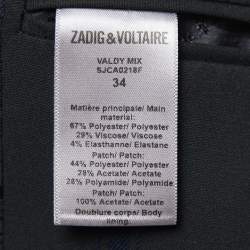 ZADIG&VOLTAIRE
VALDY MIX
SJCA0218F
34
Matière principale/ Main
material:
67% Polyester/ Polyester
29% Viscose/ Viscose
4% Elasthanne/ Elastane
Patch/ Patch:
44% Polyester/ Polyester
28% Acetate/ Acetate
28% Polyamide/ Polyamide
Patch/ Patch:
100% Acetate/ Acetate
Doublure corps/ Body
lining: